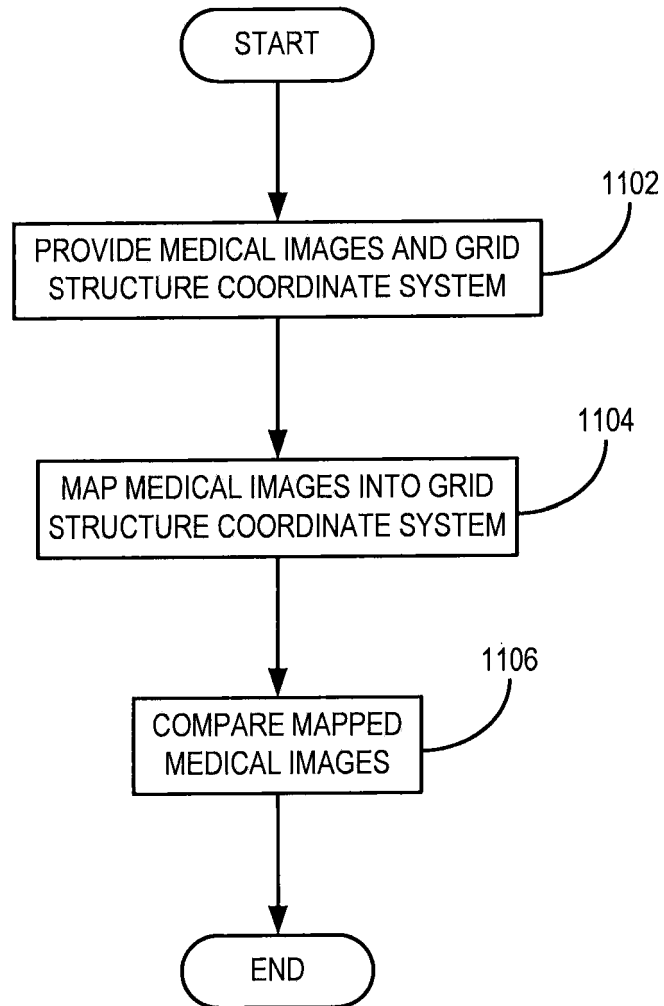 START
1102
PROVIDE MEDICAL IMAGES AND GRID
STRUCTURE COORDINATE SYSTEM
1104
MAP MEDICAL IMAGES INTO GRID
STRUCTURE COORDINATE SYSTEM
1106
COMPARE MAPPED
MEDICAL IMAGES
END